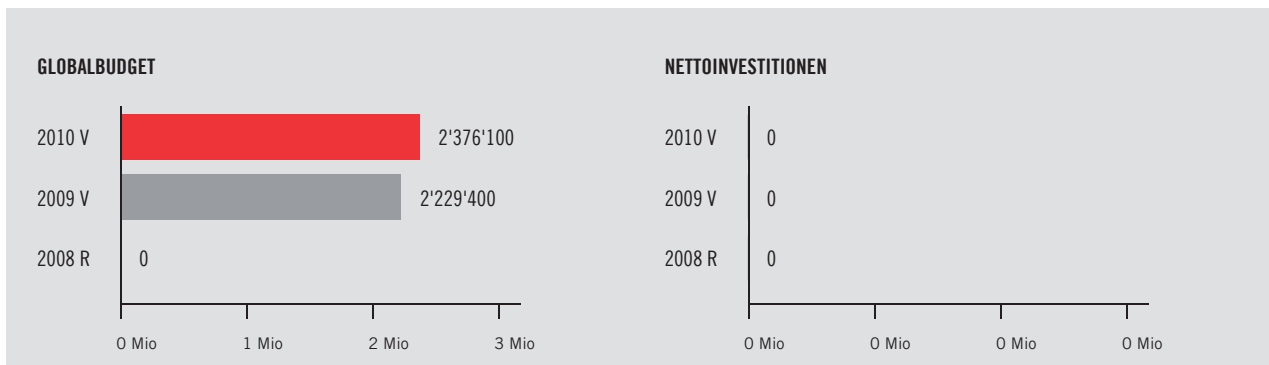 GLOBALBUDGET
2010 V 2'376'100
2009 V 2'229'400
2008 R 0
0 Mio 1 Mio 2 Mio 3 Mio
NETTOINVESTITIONEN
2010 V 0
2009 V 0
2008 R 0
0 Mio 0 Mio 0 Mio 0 Mio